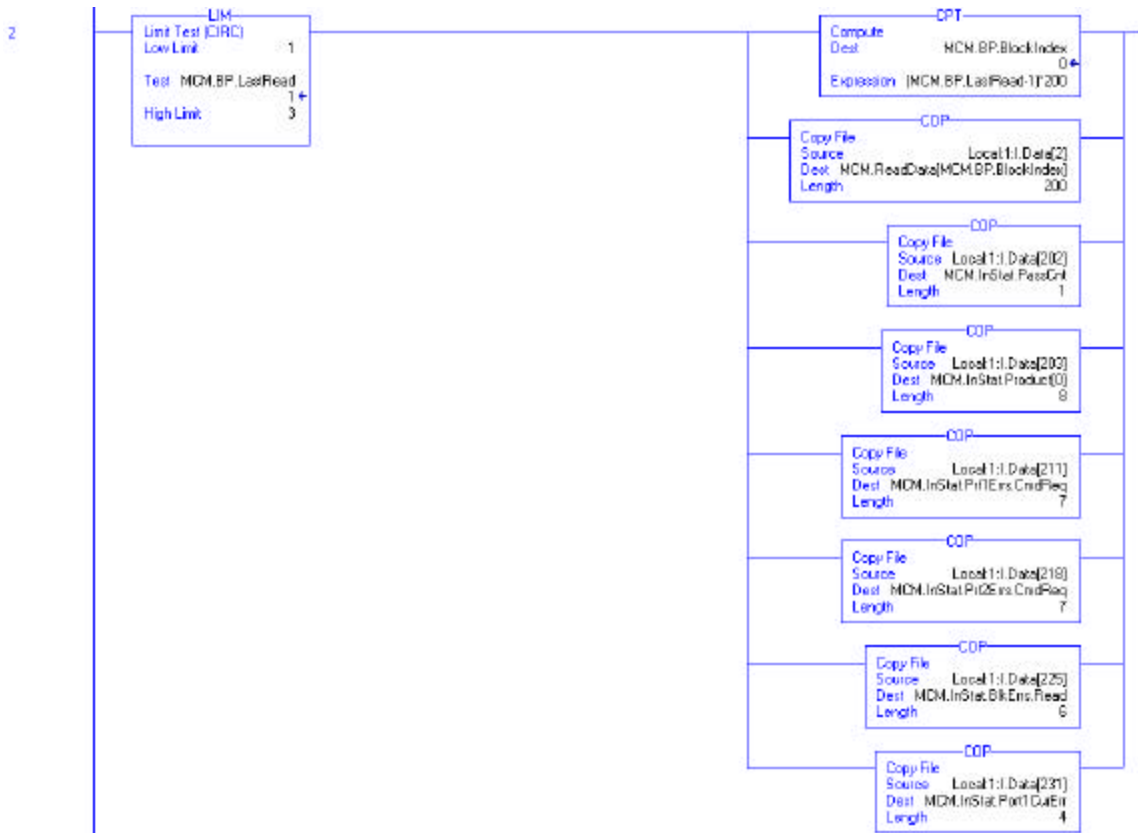 2
LIM
Limit Test (CIRC)
Low Limit 1
Test MCM.BP.LastRead
1
High Limit 3
CPT
Compute
Dest MCM.BP.BlockIndex
0
Expression (MCM.BP.LastRead-1)*200
COP
Copy File
Source Local:1:I.Data[2]
Dest MCM.ReadData[MCM.BP.BlockIndex]
Length 200
COP
Copy File
Source Local:1:I.Data[202]
Dest MCM.InStat.PassCnt
Length 1
COP
Copy File
Source Local:1:I.Data[203]
Dest MCM.InStat.Product[0]
Length 8
COP
Copy File
Source Local:1:I.Data[211]
Dest MCM.InStat.Prt1Errs.CmdReq
Length 7
COP
Copy File
Source Local:1:I.Data[218]
Dest MCM.InStat.Prt2Errs.CmdReq
Length 7
COP
Copy File
Source Local:1:I.Data[225]
Dest MCM.InStat.BlkErrs.Read
Length 6
COP
Copy File
Source Local:1:I.Data[231]
Dest MCM.InStat.Port1CurErr
Length 4